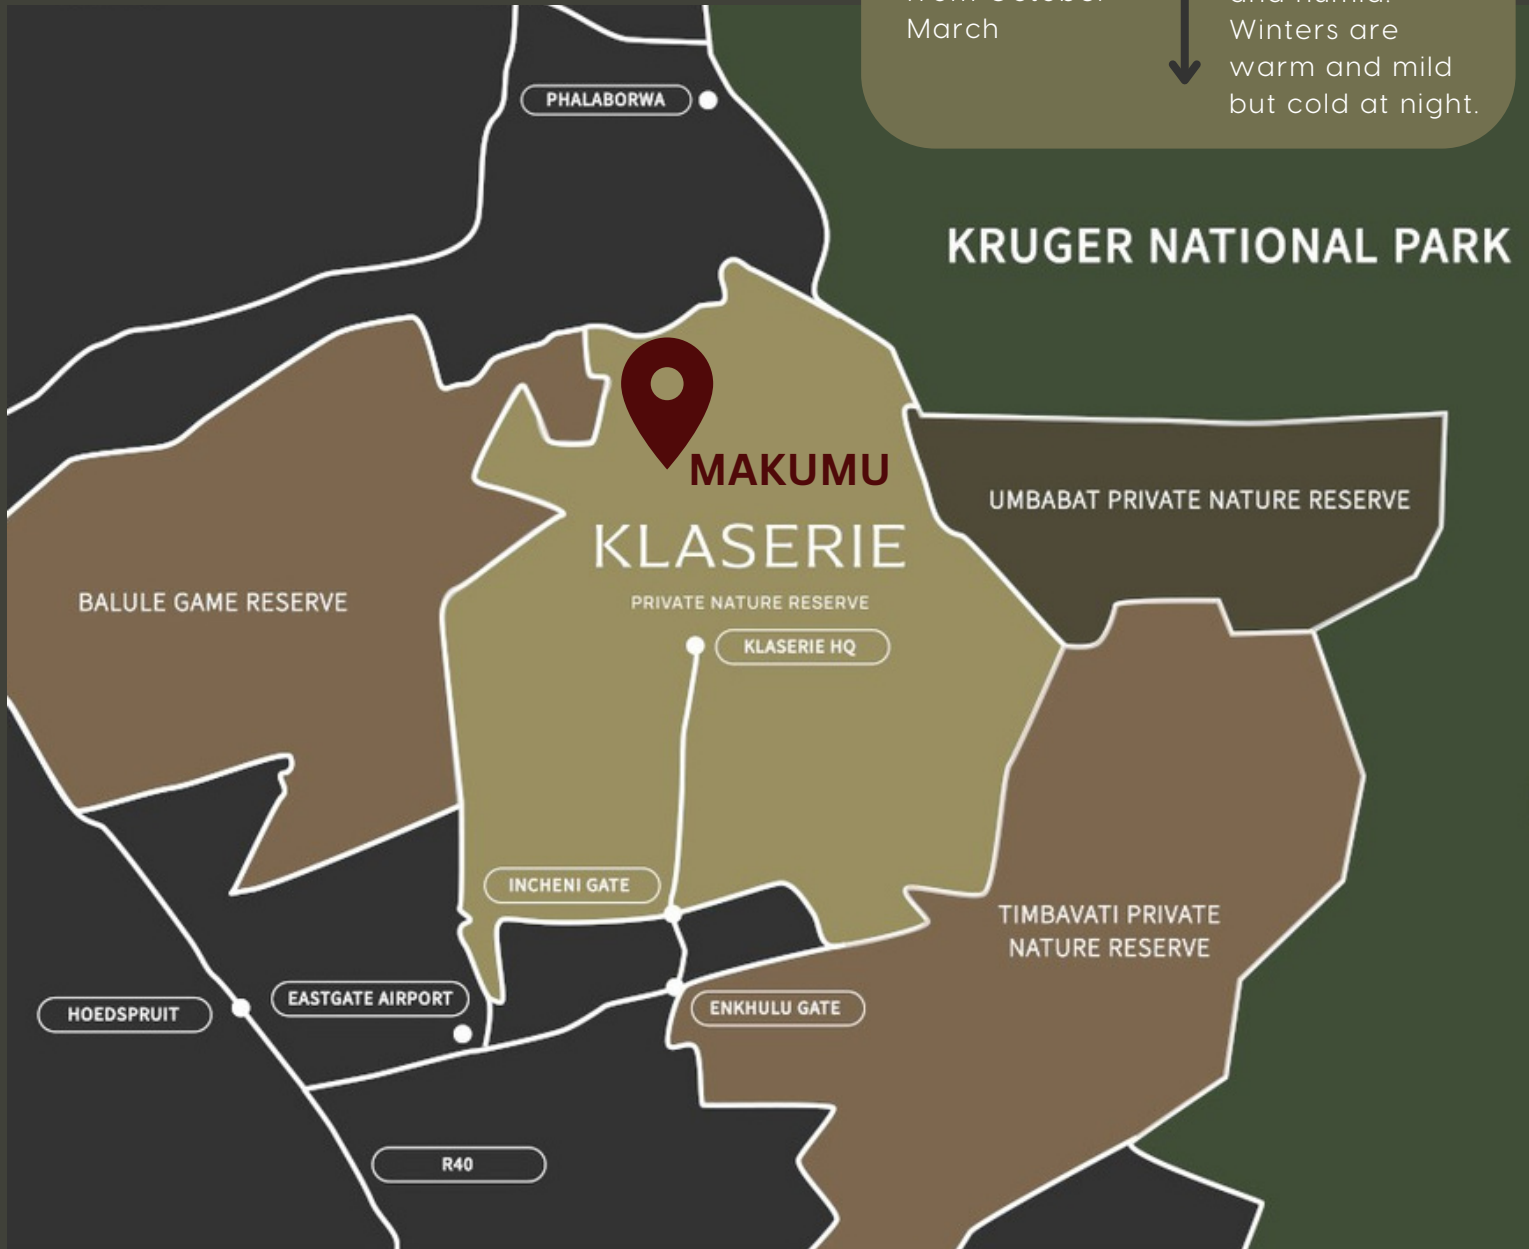 March
Winters are
warm and mild
but cold at night.
PHALABORWA
KRUGER NATIONAL PARK
MAKUMU
UMBABAT PRIVATE NATURE RESERVE
KLASERIE
PRIVATE NATURE RESERVE
BALULE GAME RESERVE
KLASERIE HQ
INCHENI GATE
TIMBAVATI PRIVATE
NATURE RESERVE
EASTGATE AIRPORT
HOEDSPRUIT
ENKHULU GATE
R40